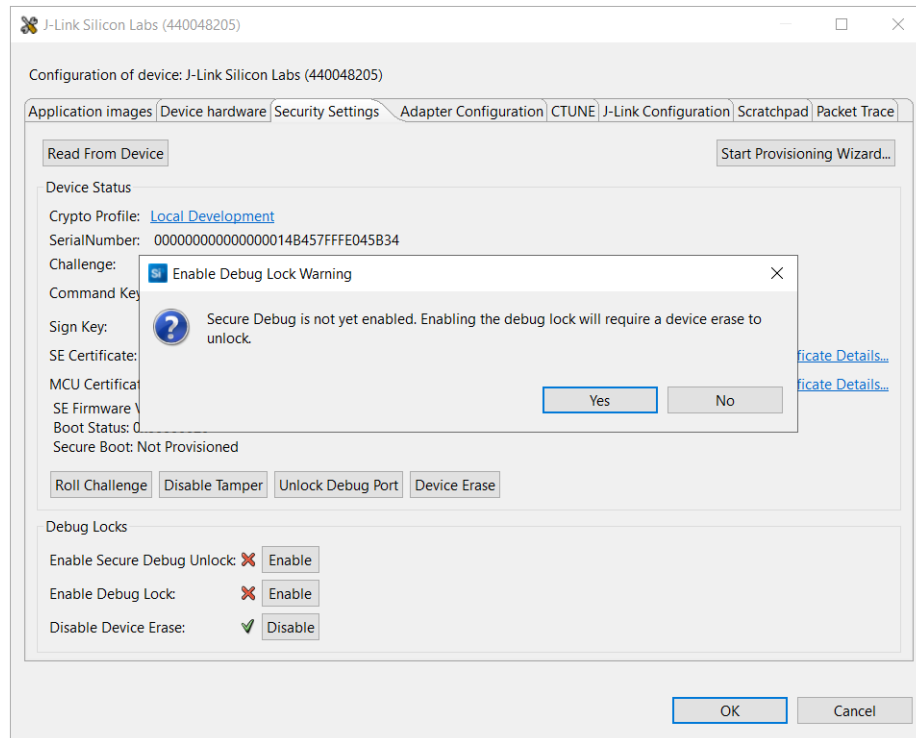 J-Link Silicon Labs (440048205)
Configuration of device: J-Link Silicon Labs (440048205)
Application images Device hardware Security Settings Adapter Configuration CTUNE J-Link Configuration Scratchpad Packet Trace
Read From Device Start Provisioning Wizard...
Device Status
Crypto Profile: Local Development
SerialNumber: 000000000000000014B457FFFE045B34
Challenge:
Si Enable Debug Lock Warning
Command Key
Secure Debug is not yet enabled. Enabling the debug lock will require a device erase to
unlock.
Sign Key:
SE Certificate: ficate Details...
MCU Certificat ficate Details...
Yes No
SE Firmware V
Boot Status:
Secure Boot: Not Provisioned
Roll Challenge Disable Tamper Unlock Debug Port Device Erase
Debug Locks
Enable Secure Debug Unlock: Enable
Enable Debug Lock: Enable
Disable Device Erase: Disable
OK Cancel